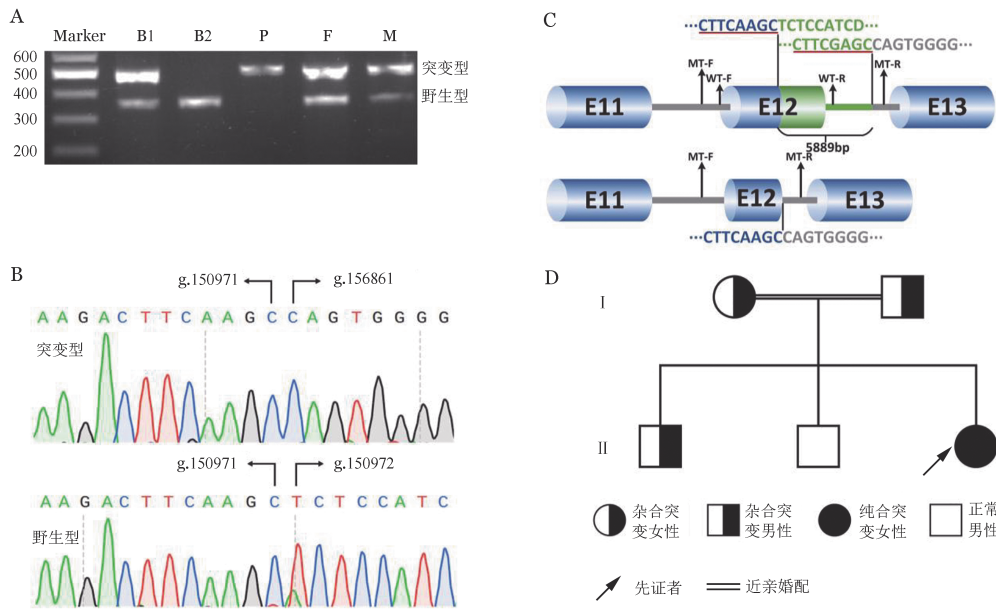 A
Marker B1 B2 P F M
600
500
400
300
200
突变型
野生型
B
g.150971 g.156861
A A G A C T T C A A G C C A G T G G G G
突变型
g.150971 g.150972
A A G A C T T C A A G C T C T C C A T C
野生型
C
···CTTCAAGCTCTCCATCD···
···CTTCGAGCCAGTGGGG···
MT-F WT-F WT-R MT-R
E11 E12 E13
5889bp
MT-F MT-R
E11 E12 E13
···CTTCAAGCCAGTGGGG···
D
I
II
杂合突
变女性
杂合突
变男性
纯合突
变女性
正常
男性
先证者
近亲婚配